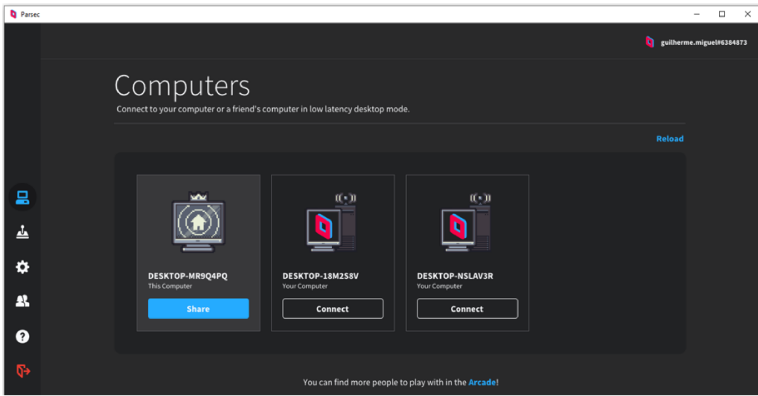 Parsec
guilherme.miguel#6384873
Computers
Connect to your computer or a friend's computer in low latency desktop mode.
Reload
DESKTOP-MR9Q4PQ
This Computer
Share
DESKTOP-18M2S8V
Your Computer
Connect
DESKTOP-NSLAV3R
Your Computer
Connect
You can find more people to play with in the Arcade!